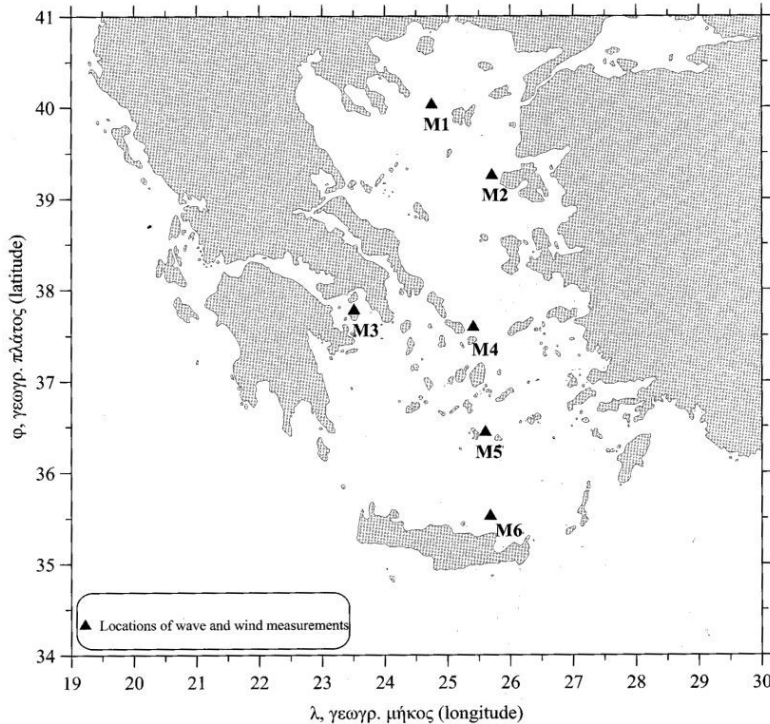 41
40
39
38
37
36
35
34
φ, γεωγρ. πλάτος (latitude)
M1
M2
M3
M4
M5
M6
▲ Locations of wave and wind measurements
19 20 21 22 23 24 25 26 27 28 29 30
λ, γεωγρ. μήκος (longitude)